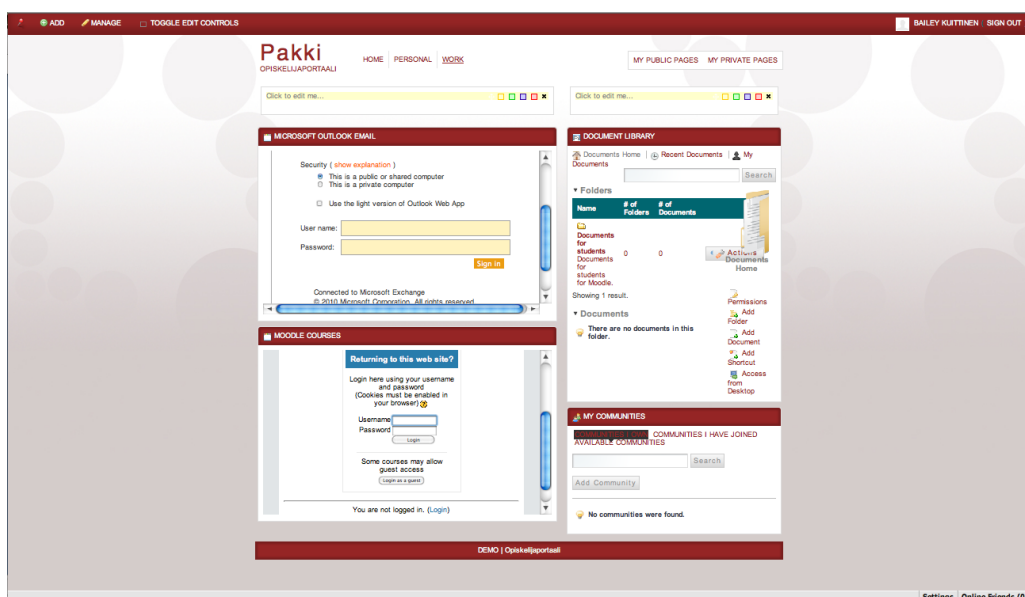 ADD MANAGE TOGGLE EDIT CONTROLS BAILEY KUITTINEN | SIGN OUT
Pakki
OPISKELIJAPORTAALI
HOME PERSONAL WORK
MY PUBLIC PAGES MY PRIVATE PAGES
Click to edit me...
Click to edit me...
MICROSOFT OUTLOOK EMAIL
Security ( show explanation )
This is a public or shared computer
This is a private computer
Use the light version of Outlook Web App
User name:
Password:
Sign in
Connected to Microsoft Exchange
© 2010 Microsoft Corporation. All rights reserved
MOODLE COURSES
Returning to this web site?
Login here using your username
and password
(Cookies must be enabled in
your browser)
Username
Password
Login
Some courses may allow
guest access
Login as a guest
You are not logged in. (Login)
DOCUMENT LIBRARY
Documents Home | Recent Documents | My
Documents
Search
Folders
Name # of Folders # of Documents
Documents
for
students
Documents
for
students
for Moodle.
0 0
Actions
Documents
Home
Showing 1 result.
Documents
There are no documents in this
folder.
Permissions
Add
Folder
Add
Document
Add
Shortcut
Access
from
Desktop
MY COMMUNITIES
COMMUNITIES I HAVE JOINED
AVAILABLE COMMUNITIES
Search
Add Community
No communities were found.
DEMO | Opiskelijaportaali
Settings Online Friends (0